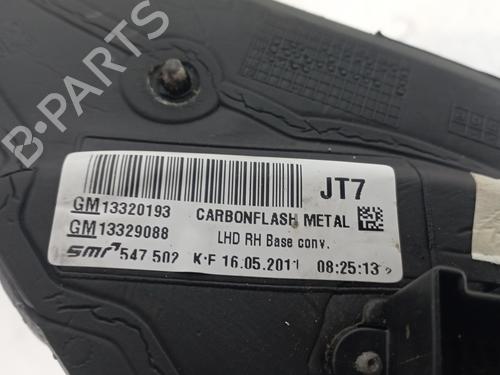 JT7
GM 13320193 CARBONFLASH METAL
GM 13329088 LHD RH Base conv.
smr 547 502 K·F 16.05.2011 08:25:13
B-PARTS